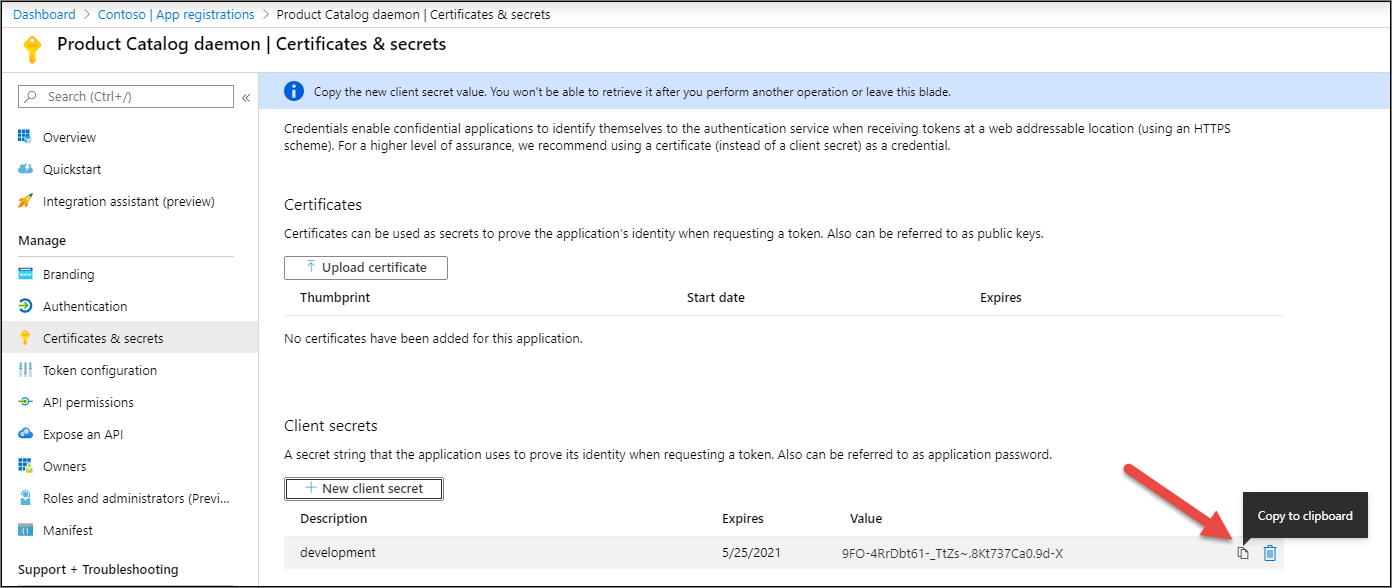 Dashboard > Contoso | App registrations > Product Catalog daemon | Certificates & secrets
Product Catalog daemon | Certificates & secrets
Search (Ctrl+/)
«
Overview
Quickstart
Integration assistant (preview)
Manage
Branding
Authentication
Certificates & secrets
Token configuration
API permissions
Expose an API
Owners
Roles and administrators (Previ...
Manifest
Support + Troubleshooting
Copy the new client secret value. You won't be able to retrieve it after you perform another operation or leave this blade.
Credentials enable confidential applications to identify themselves to the authentication service when receiving tokens at a web addressable location (using an HTTPS
scheme). For a higher level of assurance, we recommend using a certificate (instead of a client secret) as a credential.
Certificates
Certificates can be used as secrets to prove the application's identity when requesting a token. Also can be referred to as public keys.
Upload certificate
Thumbprint Start date Expires
No certificates have been added for this application.
Client secrets
A secret string that the application uses to prove its identity when requesting a token. Also can be referred to as application password.
+ New client secret
Description Expires Value
Copy to clipboard
development 5/25/2021 9FO-4RrDbt61-_TtZs~.8Kt737Ca0.9d-X